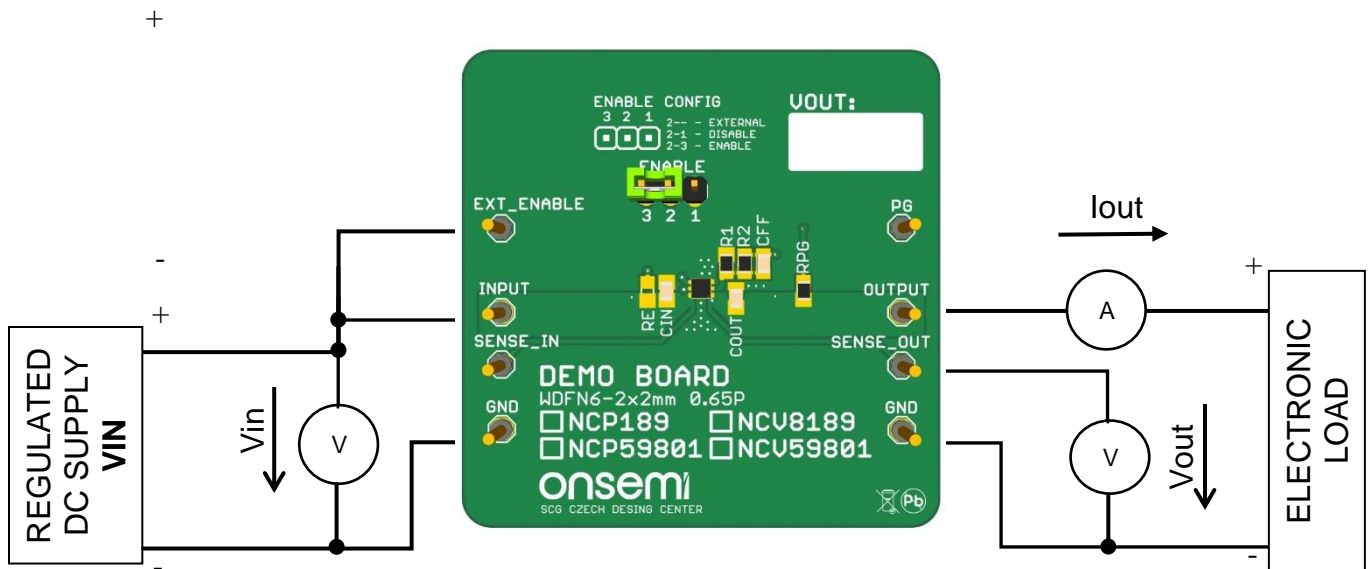 +
-
+
REGULATED
DC SUPPLY
VIN
-
Vin
V
ENABLE CONFIG
3 2 1
2-- - EXTERNAL
2-1 - DISABLE
2-3 - ENABLE
VOUT:
ENABLE
3 2 1
EXT_ENABLE
PG
R1
R2
CFF
RPG
INPUT
OUTPUT
RE
CIN
COUT
SENSE_IN
SENSE_OUT
DEMO BOARD
WDFN6-2x2mm 0.65P
GND
GND
NCP189 NCV8189
NCP59801 NCV59801
onsemi
SCG CZECH DESING CENTER
Pb
Iout
A
+
V
Vout
ELECTRONIC
LOAD
-